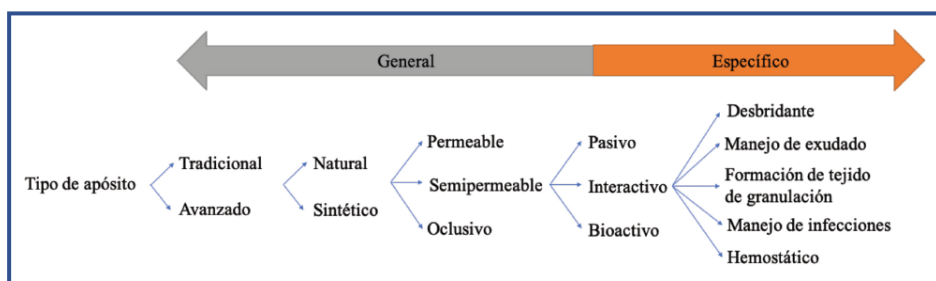 General
Específico
Tipo de apósito
Tradicional
Avanzado
Natural
Sintético
Permeable
Semipermeable
Oclusivo
Pasivo
Interactivo
Bioactivo
Desbridante
Manejo de exudado
Formación de tejido
de granulación
Manejo de infecciones
Hemostático